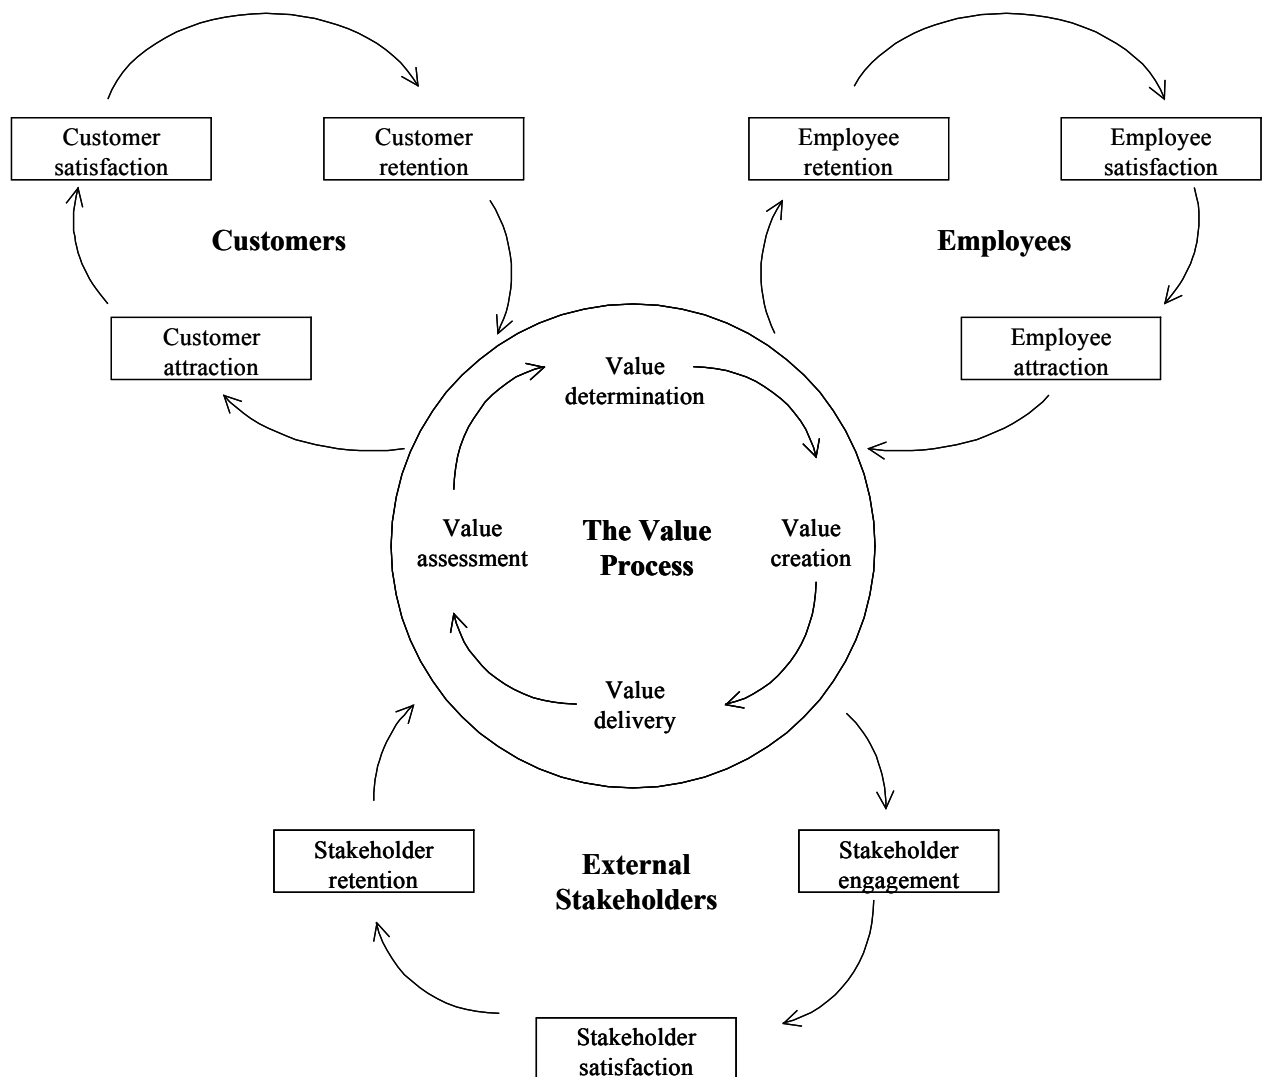 Customer
satisfaction
Customer
retention
Employee
retention
Employee
satisfaction
Customers
Employees
Customer
attraction
Employee
attraction
Value
determination
Value
assessment
The Value
Process
Value
creation
Value
delivery
Stakeholder
retention
External
Stakeholders
Stakeholder
engagement
Stakeholder
satisfaction